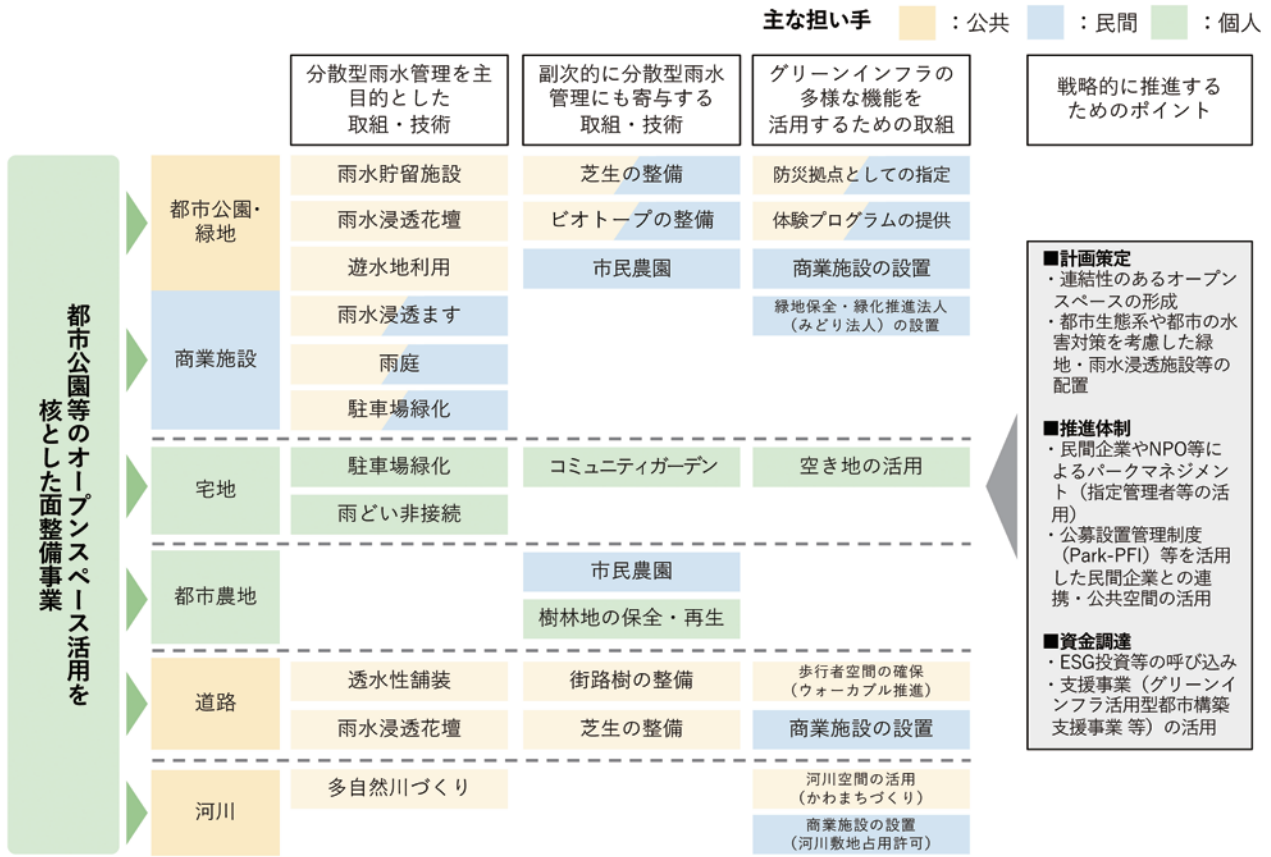 主な担い手 ：公共 ：民間 ：個人
分散型雨水管理を主
目的とした
取組・技術
副次的に分散型雨水
管理にも寄与する
取組・技術
グリーンインフラの
多様な機能を
活用するための取組
戦略的に推進する
ためのポイント
都市公園等のオープンスペース活用を
核とした面整備事業
都市公園・
緑地
雨水貯留施設
芝生の整備
防災拠点としての指定
雨水浸透花壇
ビオトープの整備
体験プログラムの提供
遊水地利用
市民農園
商業施設の設置
商業施設
雨水浸透ます
緑地保全・緑化推進法人
（みどり法人）の設置
雨庭
駐車場緑化
宅地
駐車場緑化
コミュニティガーデン
空き地の活用
雨どい非接続
都市農地
市民農園
樹林地の保全・再生
道路
透水性舗装
街路樹の整備
歩行者空間の確保
（ウォーカブル推進）
雨水浸透花壇
芝生の整備
商業施設の設置
河川
多自然川づくり
河川空間の活用
（かわまちづくり）
商業施設の設置
（河川敷地占用許可）
■計画策定
・連結性のあるオープン
スペースの形成
・都市生態系や都市の水
害対策を考慮した緑
地・雨水浸透施設等の
配置
■推進体制
・民間企業やNPO等に
よるパークマネジメン
ト（指定管理者等の活
用）
・公募設置管理制度
（Park-PFI）等を活用
した民間企業との連
携・公共空間の活用
■資金調達
・ESG投資等の呼び込み
・支援事業（グリーンイ
ンフラ活用型都市構築
支援事業 等）の活用